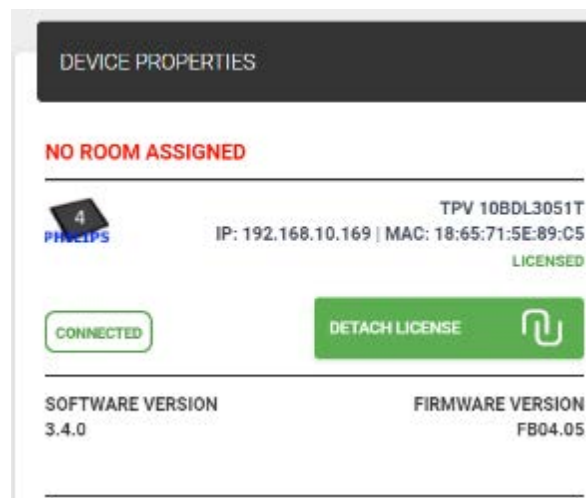 DEVICE PROPERTIES
NO ROOM ASSIGNED
4
PHILIPS
TPV 10BDL3051T
IP: 192.168.10.169 | MAC: 18:65:71:5E:89:C5
LICENSED
CONNECTED
DETACH LICENSE
SOFTWARE VERSION
3.4.0
FIRMWARE VERSION
FB04.05